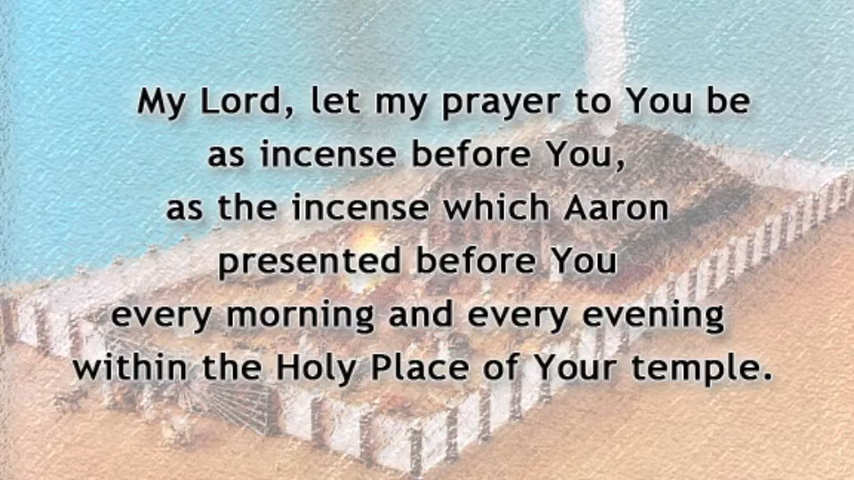 My Lord, let my prayer to You be
as incense before You,
as the incense which Aaron
presented before You
every morning and every evening
within the Holy Place of Your temple.